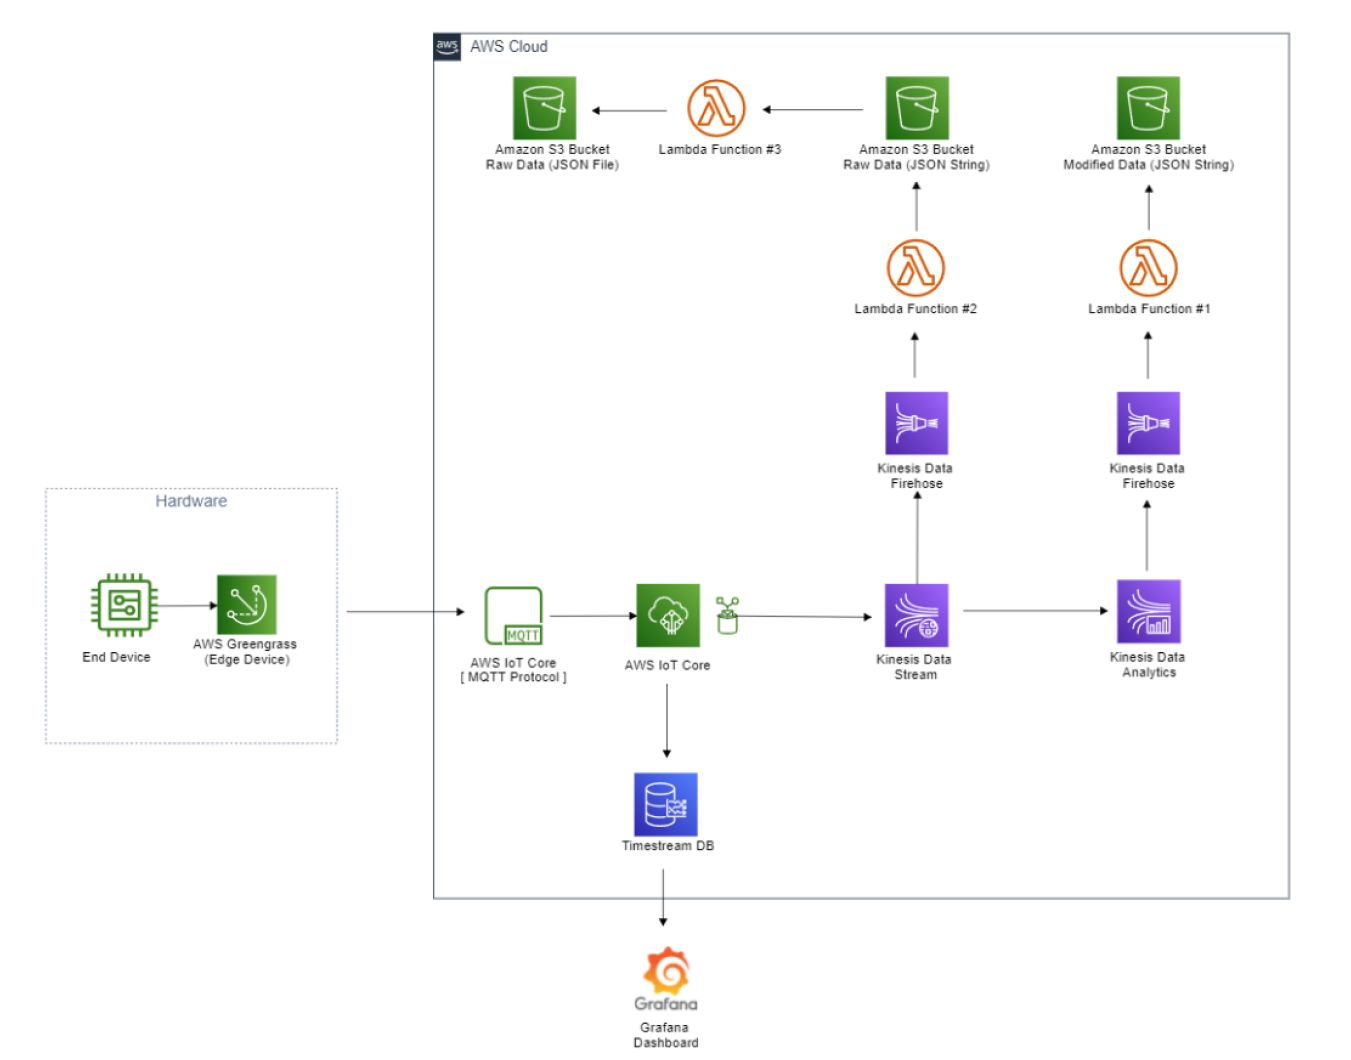 aws
AWS Cloud
Amazon S3 Bucket
Raw Data (JSON File)
Lambda Function #3
Amazon S3 Bucket
Raw Data (JSON String)
Amazon S3 Bucket
Modified Data (JSON String)
Lambda Function #2
Lambda Function #1
Kinesis Data
Firehose
Kinesis Data
Firehose
Hardware
End Device
AWS Greengrass
(Edge Device)
MQTT
AWS IoT Core
[ MQTT Protocol ]
AWS IoT Core
Kinesis Data
Stream
Kinesis Data
Analytics
Timestream DB
Grafana
Grafana
Dashboard